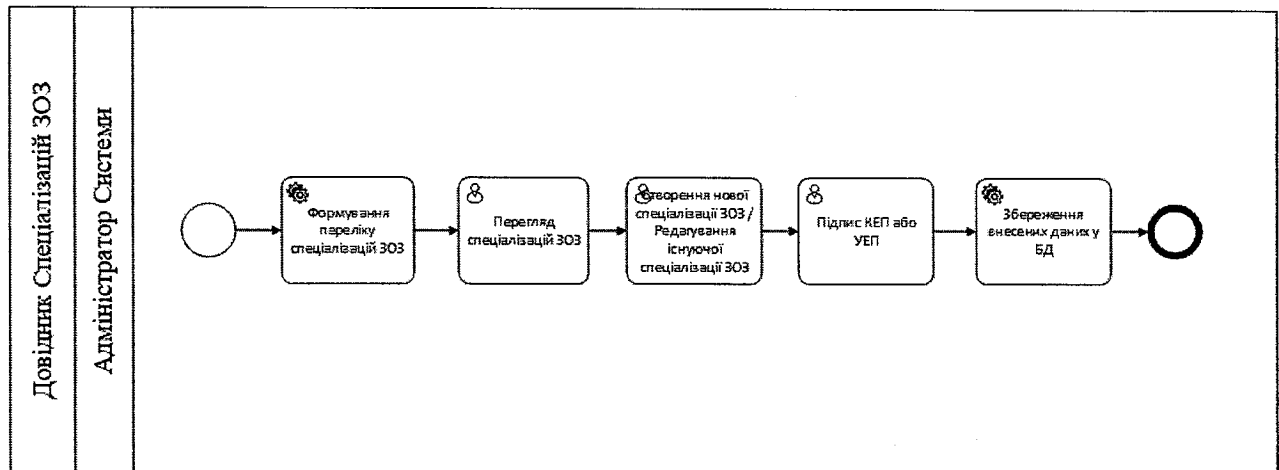 Довідник Спеціалізацій ЗОЗ
Адміністратор Системи
Формування
переліку
спеціалізацій ЗОЗ
Перегляд
спеціалізацій ЗОЗ
Створення нової
спеціалізації ЗОЗ /
Редагування
існуючої
спеціалізації ЗОЗ
Підпис КЕП або
УЕП
Збереження
внесених даних у
БД